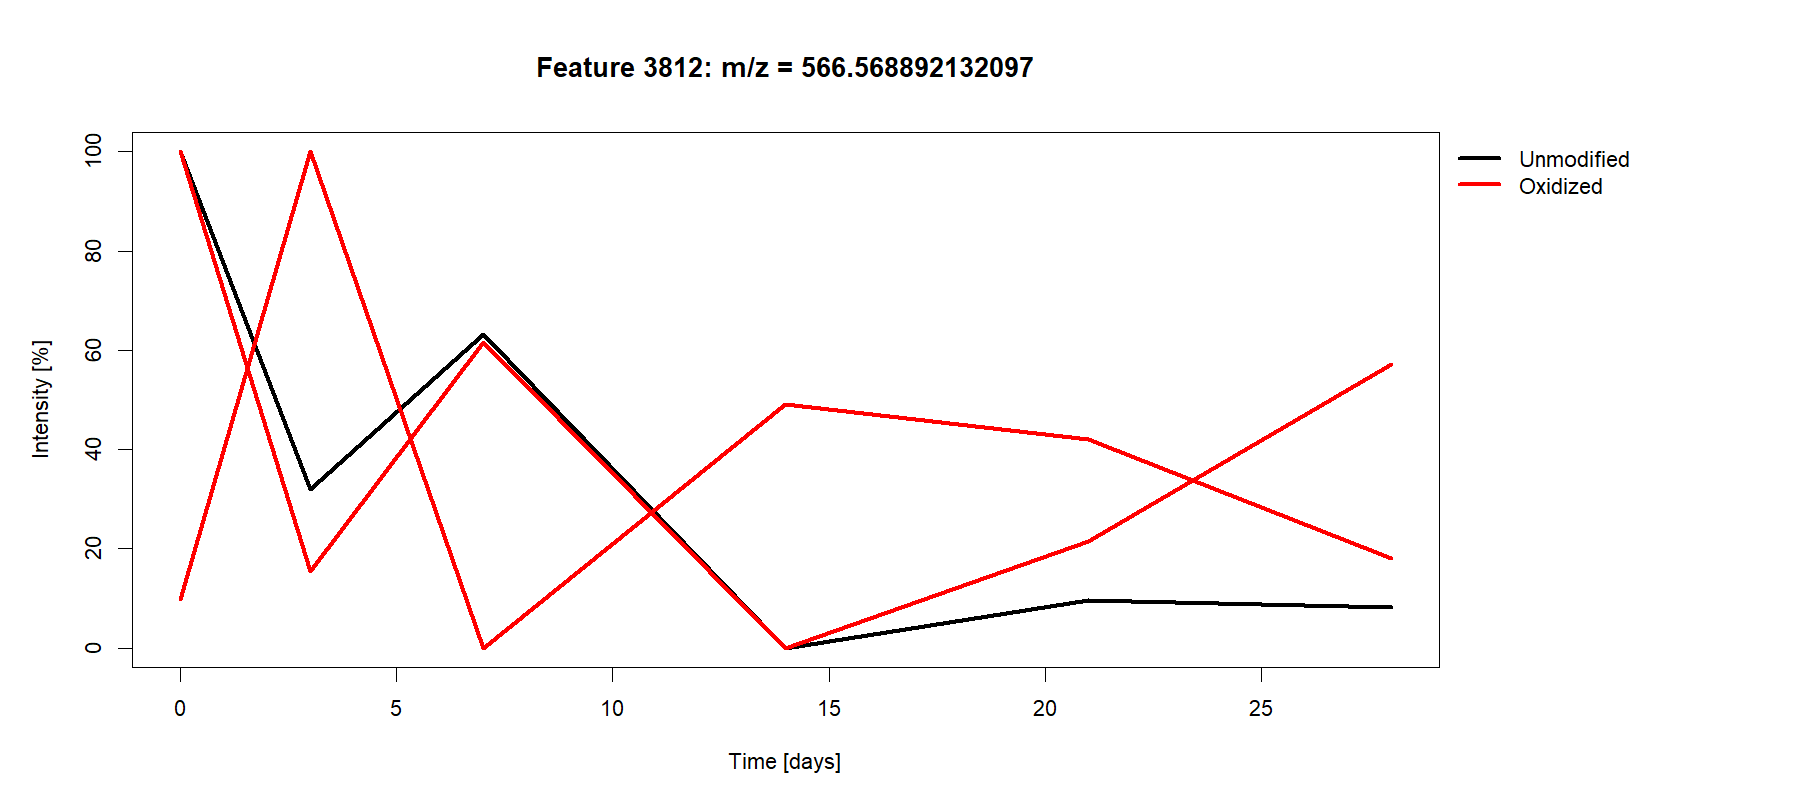 Feature 3812: m/z = 566.568892132097
Unmodified
Oxidized
Intensity [%]
100
80
60
40
20
0
0 5 10 15 20 25
Time [days]